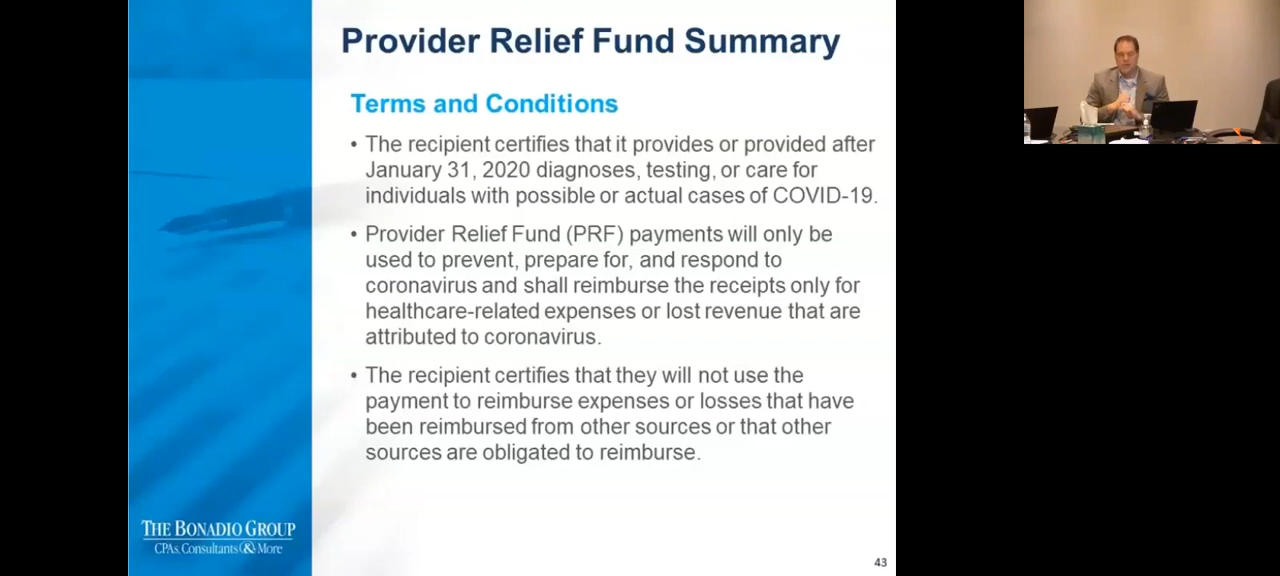 Provider Relief Fund Summary
Terms and Conditions
• The recipient certifies that it provides or provided after
January 31, 2020 diagnoses, testing, or care for
individuals with possible or actual cases of COVID-19.
• Provider Relief Fund (PRF) payments will only be
used to prevent, prepare for, and respond to
coronavirus and shall reimburse the receipts only for
healthcare-related expenses or lost revenue that are
attributed to coronavirus.
• The recipient certifies that they will not use the
payment to reimburse expenses or losses that have
been reimbursed from other sources or that other
sources are obligated to reimburse.
THE BONADIO GROUP
CPAs, Consultants & More
43